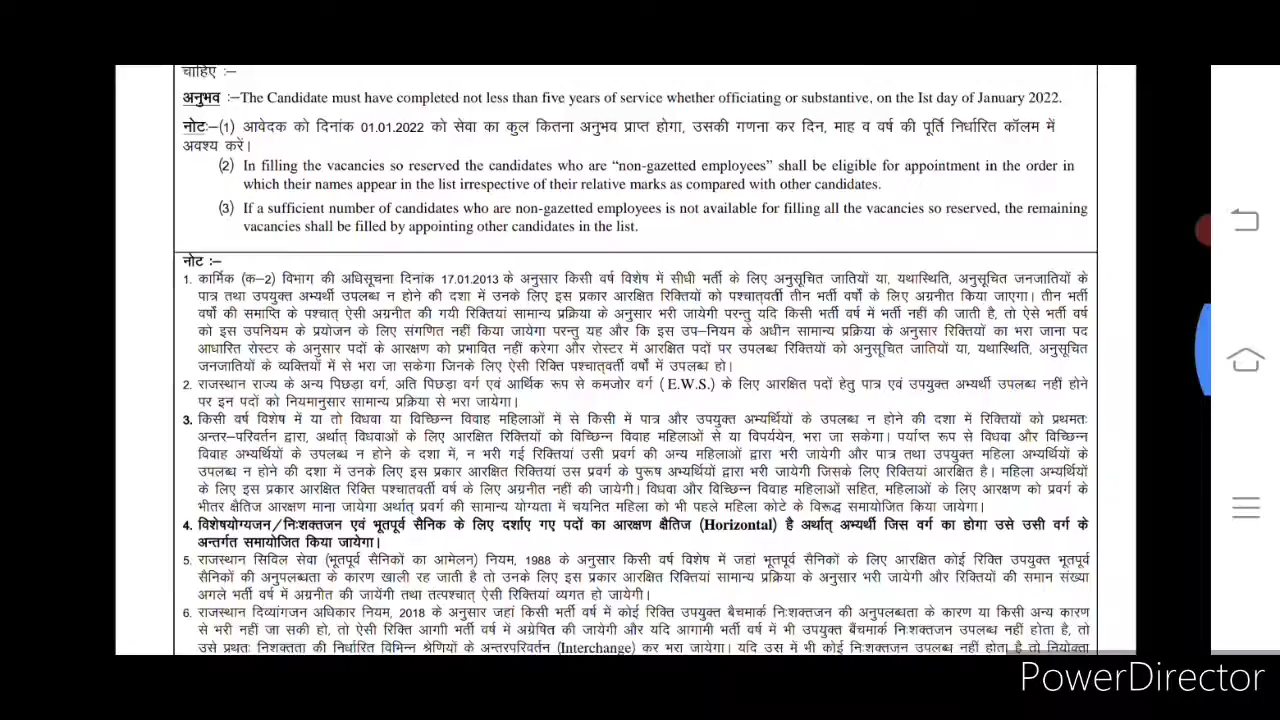 चाहिए :–
अनुभव :–The Candidate must have completed not less than five years of service whether officiating or substantive, on the Ist day of January 2022.
नोटः–(1) आवेदक को दिनांक 01.01.2022 को सेवा का कुल कितना अनुभव प्राप्त होगा, उसकी गणना कर दिन, माह व वर्ष की पूर्ति निर्धारित कॉलम में
अवश्य करें।
(2) In filling the vacancies so reserved the candidates who are “non-gazetted employees” shall be eligible for appointment in the order in
which their names appear in the list irrespective of their relative marks as compared with other candidates.
(3) If a sufficient number of candidates who are non-gazetted employees is not available for filling all the vacancies so reserved, the remaining
vacancies shall be filled by appointing other candidates in the list.
नोट :–
1. कार्मिक (क–2) विभाग की अधिसूचना दिनांक 17.01.2013 के अनुसार किसी वर्ष विशेष में सीधी भर्ती के लिए अनुसूचित जातियों या, यथास्थिति, अनुसूचित जनजातियों के
पात्र तथा उपयुक्त अभ्यर्थी उपलब्ध न होने की दशा में उनके लिए इस प्रकार आरक्षित रिक्तियों को पश्चात्‌वर्ती तीन भर्ती वर्षो के लिए अग्रनीत किया जाएगा। तीन भर्ती
वर्षो की समाप्ति के पश्चात् ऐसी अग्रनीत की गयी रिक्तियां सामान्य प्रक्रिया के अनुसार भरी जायेगी परन्तु यदि किसी भर्ती वर्ष में भर्ती नहीं की जाती है, तो ऐसे भर्ती वर्ष
को इस उपनियम के प्रयोजन के लिए संगणित नहीं किया जायेगा परन्तु यह और कि इस उप–नियम के अधीन सामान्य प्रक्रिया के अनुसार रिक्तियों का भरा जाना पद
आधारित रोस्टर के अनुसार पदों के आरक्षण को प्रभावित नहीं करेगा और रोस्टर में आरक्षित पदों पर उपलब्ध रिक्तियों को अनुसूचित जातियों या, यथास्थिति, अनुसूचित
जनजातियों के व्यक्तियों में से भरा जा सकेगा जिनके लिए ऐसी रिक्ति पश्चात्‌वर्ती वर्षों में उपलब्ध हो।
2. राजस्थान राज्य के अन्य पिछड़ा वर्ग, अति पिछड़ा वर्ग एवं आर्थिक रूप से कमजोर वर्ग ( E.W.S.) के लिए आरक्षित पदों हेतु पात्र एवं उपयुक्त अभ्यर्थी उपलब्ध नहीं होने
पर इन पदों को नियमानुसार सामान्य प्रक्रिया से भरा जायेगा।
3. किसी वर्ष विशेष में या तो विधवा या विच्छिन्न विवाह महिलाओं में से किसी में पात्र और उपयुक्त अभ्यर्थियों के उपलब्ध न होने की दशा में रिक्तियों को प्रथमतः
अन्तर–परिवर्तन द्वारा, अर्थात् विधवाओं के लिए आरक्षित रिक्तियों को विच्छिन्न विवाह महिलाओं से या विपर्ययेन, भरा जा सकेगा। पर्याप्त रूप से विधवा और विच्छिन्न
विवाह अभ्यर्थियों के उपलब्ध न होने के दशा में, न भरी गई रिक्तियां उसी प्रवर्ग की अन्य महिलाओं द्वारा भरी जायेगी और पात्र तथा उपयुक्त महिला अभ्यर्थियों के
उपलब्ध न होने की दशा में उनके लिए इस प्रकार आरक्षित रिक्तियां उस प्रवर्ग के पुरूष अभ्यर्थियों द्वारा भरी जायेगी जिसके लिए रिक्तियां आरक्षित है। महिला अभ्यर्थियों
के लिए इस प्रकार आरक्षित रिक्ति पश्चातवर्ती वर्ष के लिए अग्रनीत नहीं की जायेगी। विधवा और विच्छिन्न विवाह महिलाओं सहित, महिलाओं के लिए आरक्षण को प्रवर्ग के
भीतर क्षैतिज आरक्षण माना जायेगा अर्थात् प्रवर्ग की सामान्य योग्यता में चयनित महिला को भी पहले महिला कोटे के विरूद्ध समायोजित किया जायेगा।
4. विशेषयोग्यजन/निःशक्तजन एवं भूतपूर्व सैनिक के लिए दर्शाए गए पदों का आरक्षण क्षैतिज (Horizontal) है अर्थात् अभ्यर्थी जिस वर्ग का होगा उसे उसी वर्ग के
अन्तर्गत समायोजित किया जायेगा।
5. राजस्थान सिविल सेवा (भूतपूर्व सैनिकों का आमेलन) नियम, 1988 के अनुसार किसी वर्ष विशेष में जहां भूतपूर्व सैनिकों के लिए आरक्षित कोई रिक्ति उपयुक्त भूतपूर्व
सैनिकों की अनुपलब्धता के कारण खाली रह जाती है तो उनके लिए इस प्रकार आरक्षित रिक्तियां सामान्य प्रक्रिया के अनुसार भरी जायेगी और रिक्तियों की समान संख्या
अगले भर्ती वर्ष में अग्रनीत की जायेंगी तथा तत्पश्चात् ऐसी रिक्तियां व्यगत हो जायेगी।
6. राजस्थान दिव्यांगजन अधिकार नियम, 2018 के अनुसार जहां किसी भर्ती वर्ष में कोई रिक्ति उपयुक्त बैचमार्क निःशक्तजन की अनुपलब्धता के कारण या किसी अन्य कारण
से भरी नहीं जा सकी हो, तो ऐसी रिक्ति आगी भर्ती वर्ष में अग्रेषित की जायेगी और यदि आगामी भर्ती वर्ष में भी उपयुक्त बैंचमार्क निःशक्तजन उपलब्ध नहीं होता है, तो
उसे प्रथतः निशक्तता की निर्धारित विभिन्न श्रेणियों के अन्तरपरिवर्तन (Interchange) कर भरा जायेगा। यदि उस में भी कोई निःशक्तजन उपलब्ध नहीं होता है तो नियोक्ता
PowerDirector